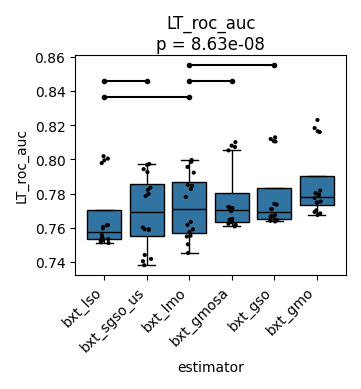 LT_roc_auc
p = 8.63e-08
0.86
0.84
0.82
0.80
0.78
0.76
0.74
LT_roc_auc
bxt_lso
bxt_sgso_us
bxt_lmo
bxt_gmosa
bxt_gso
bxt_gmo
estimator